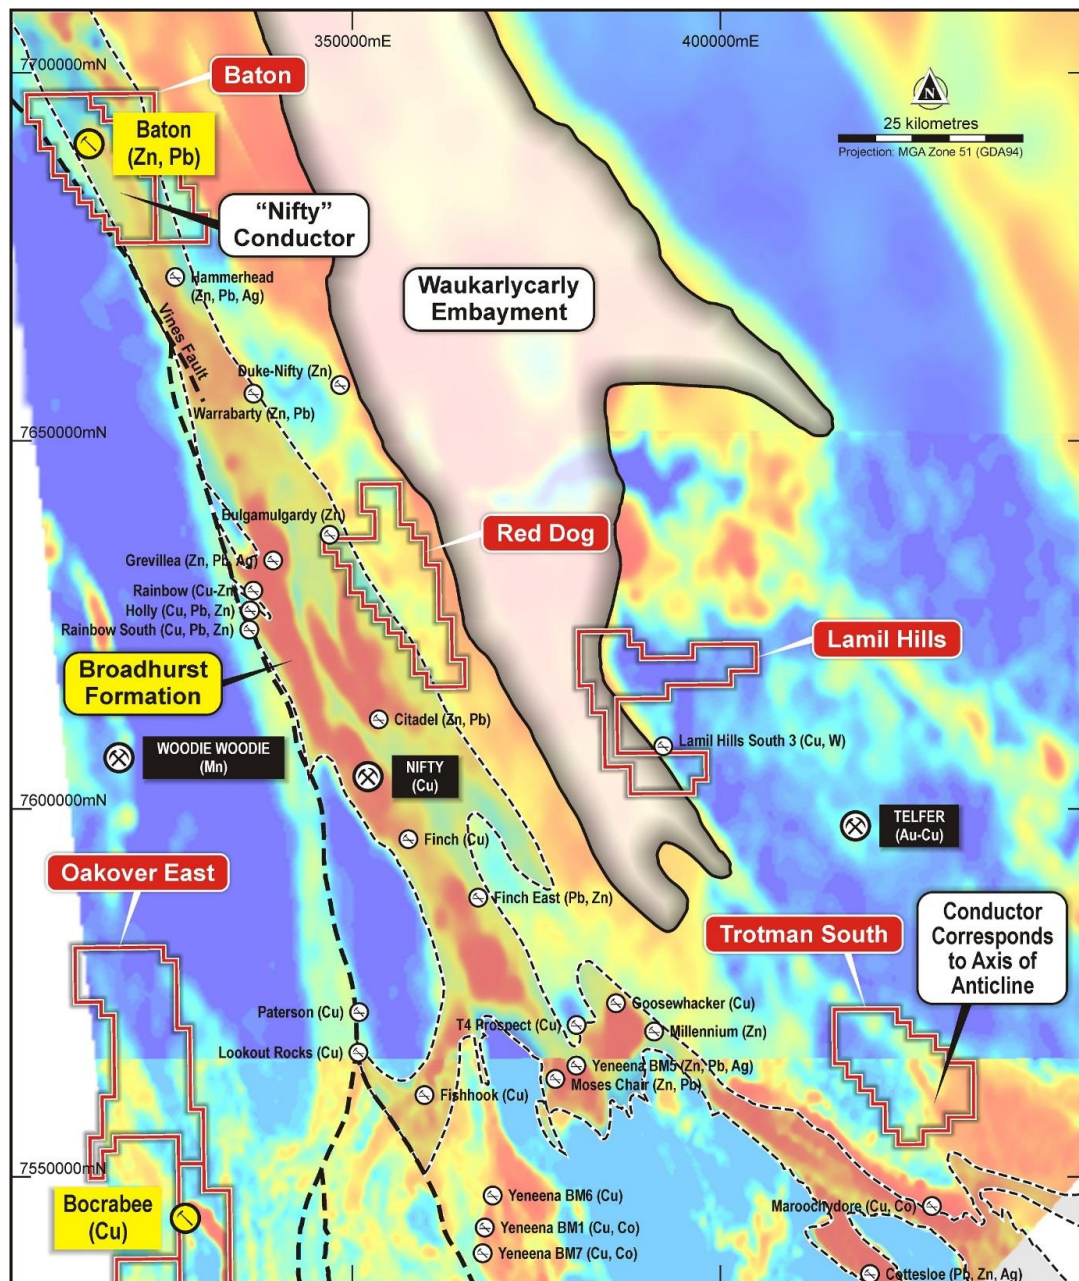 350000mE
400000mE
7700000mN
Baton
Baton
(Zn, Pb)
N
25 kilometres
Projection: MGA Zone 51 (GDA94)
“Nifty”
Conductor
Hammerhead
(Zn, Pb, Ag)
Waukarlycarly
Embayment
Vines Fault
Duke-Nifty (Zn)
Warrabarty (Zn, Pb)
7650000mN
Bulgamulgardy (Zn)
Red Dog
Grevillea (Zn, Pb, Ag)
Rainbow (Cu-Zn)
Holly (Cu, Pb, Zn)
Rainbow South (Cu, Pb, Zn)
Lamil Hills
Broadhurst
Formation
Citadel (Zn, Pb)
Lamil Hills South 3 (Cu, W)
WOODIE WOODIE
(Mn)
NIFTY
(Cu)
7600000mN
TELFER
(Au-Cu)
Finch (Cu)
Oakover East
Finch East (Pb, Zn)
Trotman South
Conductor
Corresponds
to Axis of
Anticline
Goosewhacker (Cu)
Paterson (Cu)
T4 Prospect (Cu)
Millennium (Zn)
Lookout Rocks (Cu)
Yeneena BM5 (Zn, Pb, Ag)
Moses Chair (Zn, Pb)
Fishhook (Cu)
7550000mN
Bocrabee
(Cu)
Yeneena BM6 (Cu)
Maroochydore (Cu, Co)
Yeneena BM1 (Cu, Co)
Yeneena BM7 (Cu, Co)
Cottesloe (Pb, Zn, Ag)